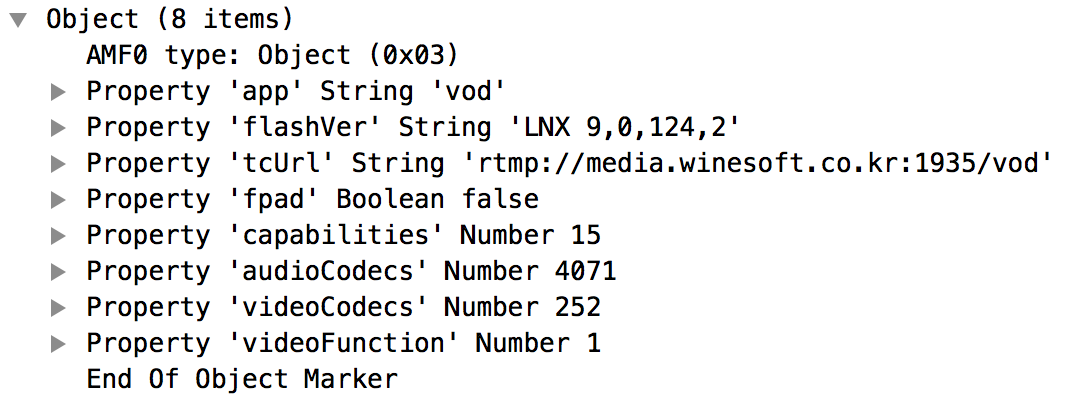 Object (8 items)
AMF0 type: Object (0x03)
Property 'app' String 'vod'
Property 'flashVer' String 'LNX 9,0,124,2'
Property 'tcUrl' String 'rtmp://media.winesoft.co.kr:1935/vod'
Property 'fpad' Boolean false
Property 'capabilities' Number 15
Property 'audioCodecs' Number 4071
Property 'videoCodecs' Number 252
Property 'videoFunction' Number 1
End Of Object Marker